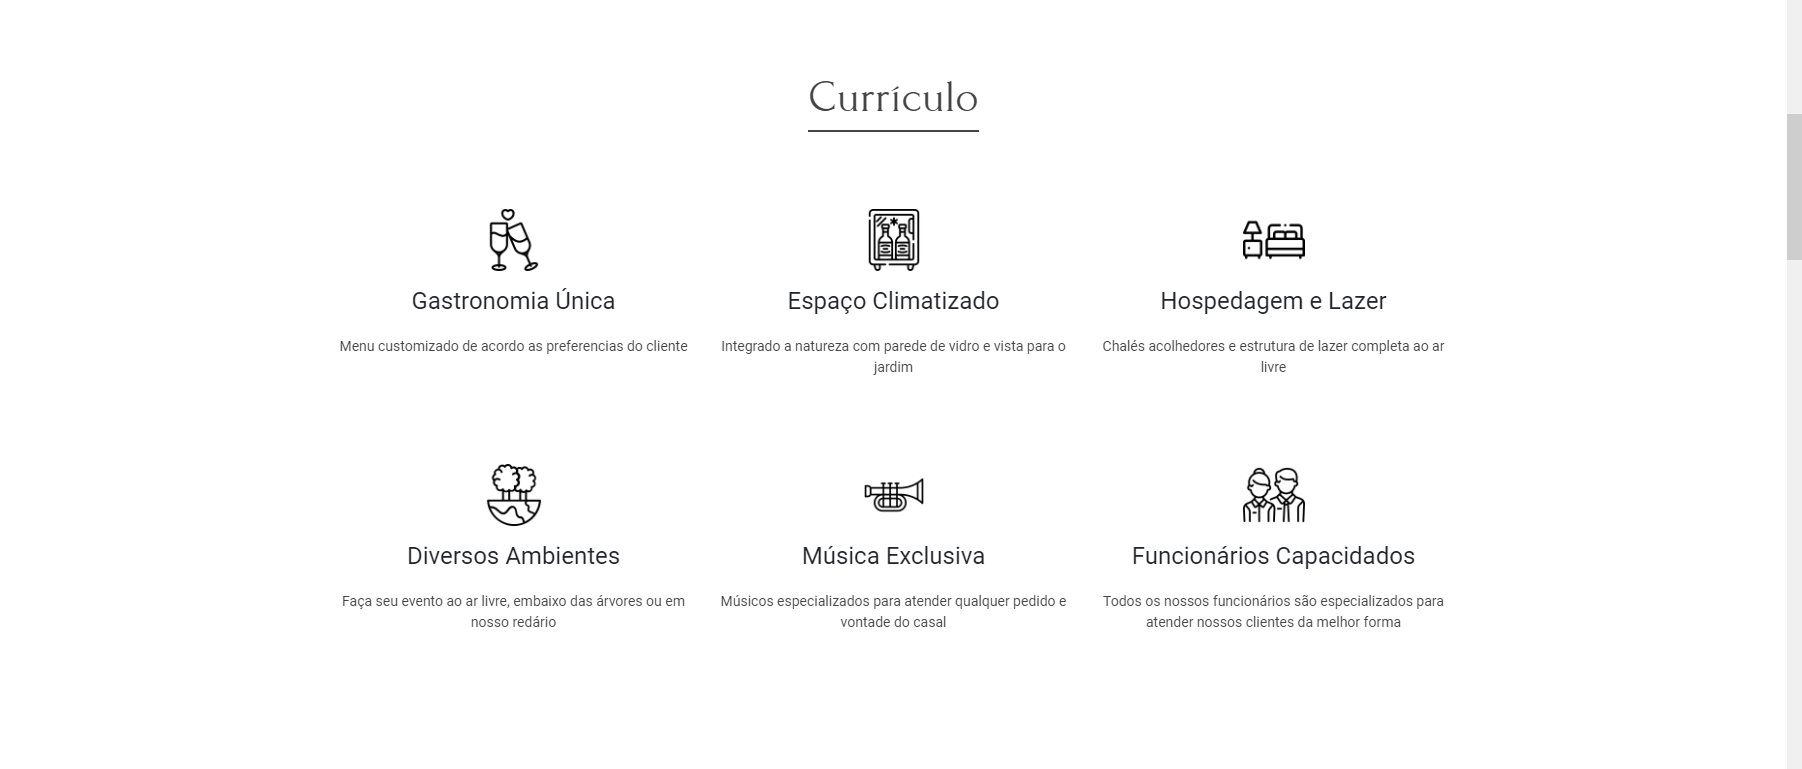 Currículo
Gastronomia Única
Menu customizado de acordo as preferencias do cliente
Espaço Climatizado
Integrado a natureza com parede de vidro e vista para o
jardim
Hospedagem e Lazer
Chalés acolhedores e estrutura de lazer completa ao ar
livre
Diversos Ambientes
Faça seu evento ao ar livre, embaixo das árvores ou em
nosso redário
Música Exclusiva
Músicos especializados para atender qualquer pedido e
vontade do casal
Funcionários Capacidados
Todos os nossos funcionários são especializados para
atender nossos clientes da melhor forma